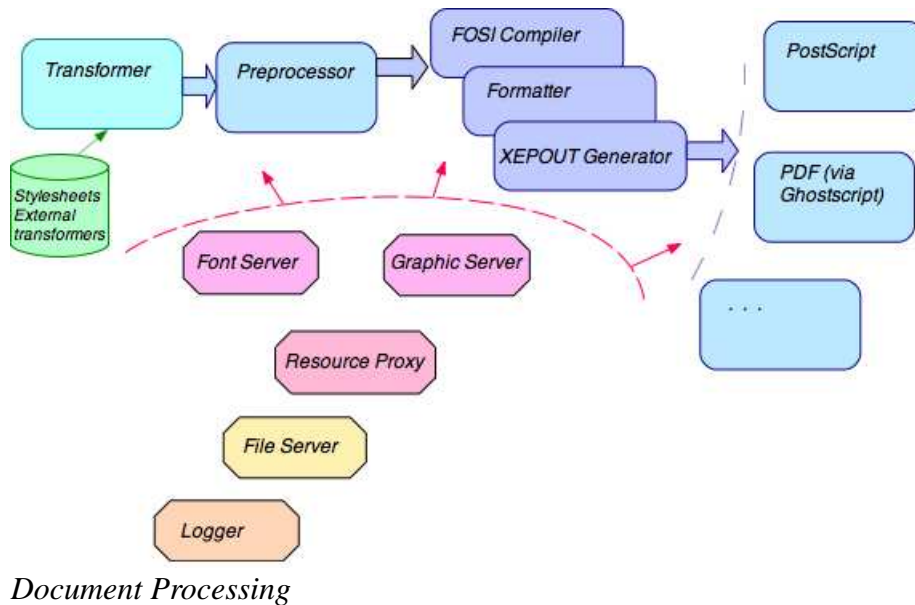 Transformer
Preprocessor
FOSI Compiler
Formatter
XEPOUT Generator
PostScript
PDF (via
Ghostscript)
. . .
Stylesheets
External
transformers
Font Server
Graphic Server
Resource Proxy
File Server
Logger
Document Processing